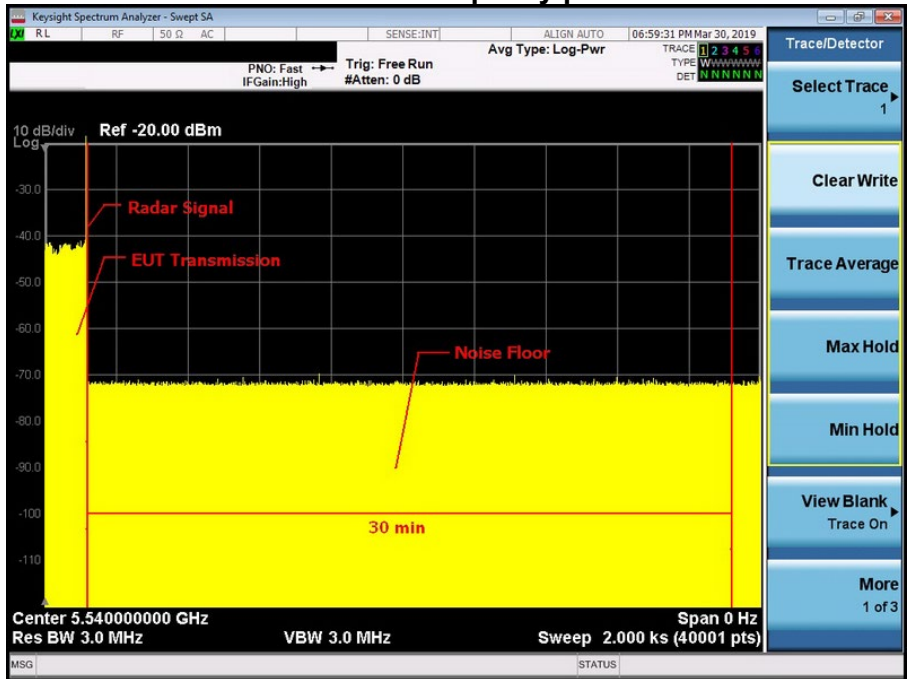 Keysight Spectrum Analyzer - Swept SA
LXI RL RF 50 Ω AC SENSE:INT ALIGN AUTO 06:59:31 PM Mar 30, 2019
Avg Type: Log-Pwr
TRACE 1 2 3 4 5 6
PNO: Fast Trig: Free Run
TYPE WWWWWW
IFGain:High #Atten: 0 dB
DET N N N N N N
10 dB/div Ref -20.00 dBm
Log
-30.0
-40.0
-50.0
-60.0
-70.0
-80.0
-90.0
-100
-110
Radar Signal
EUT Transmission
Noise Floor
30 min
Center 5.540000000 GHz Span 0 Hz
Res BW 3.0 MHz VBW 3.0 MHz Sweep 2.000 ks (40001 pts)
MSG STATUS
Trace/Detector
Select Trace
1
Clear Write
Trace Average
Max Hold
Min Hold
View Blank
Trace On
More
1 of 3